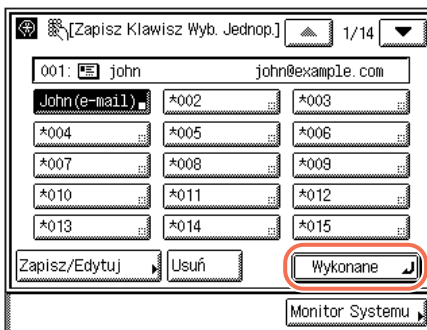 [Zapisz Klawisz Wyb. Jednop.] 1/14
001: john john@example.com
John(e-mail) *002 *003
*004 *005 *006
*007 *008 *009
*010 *011 *012
*013 *014 *015
Zapisz/Edytuj Usuń Wykonane
Monitor Systemu